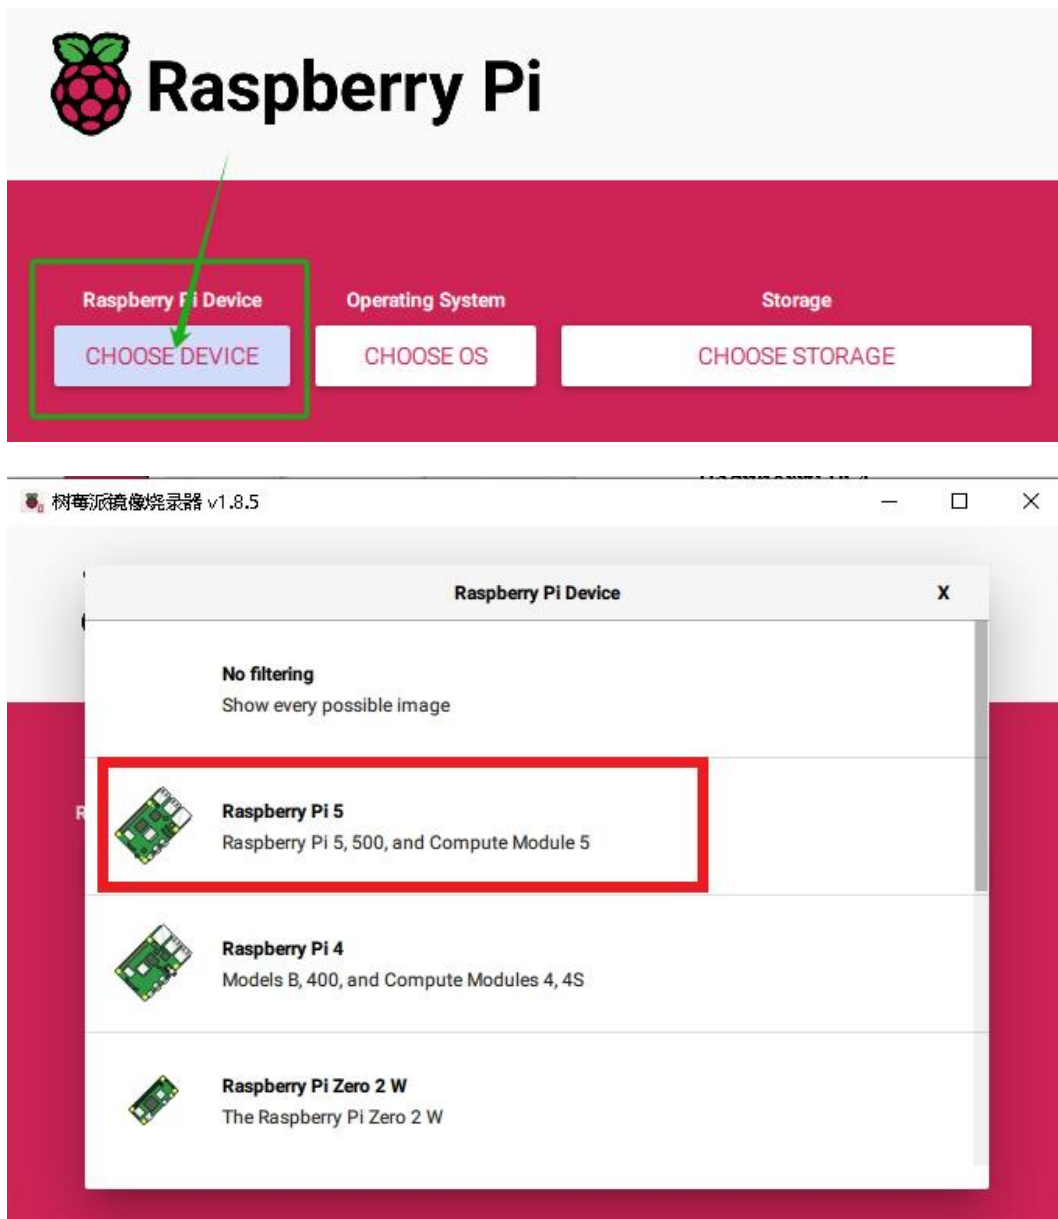 Raspberry Pi
Raspberry Pi Device
Operating System
Storage
CHOOSE DEVICE
CHOOSE OS
CHOOSE STORAGE
树莓派镜像烧录器 v1.8.5
Raspberry Pi Device
X
No filtering
Show every possible image
Raspberry Pi 5
Raspberry Pi 5, 500, and Compute Module 5
Raspberry Pi 4
Models B, 400, and Compute Modules 4, 4S
Raspberry Pi Zero 2 W
The Raspberry Pi Zero 2 W